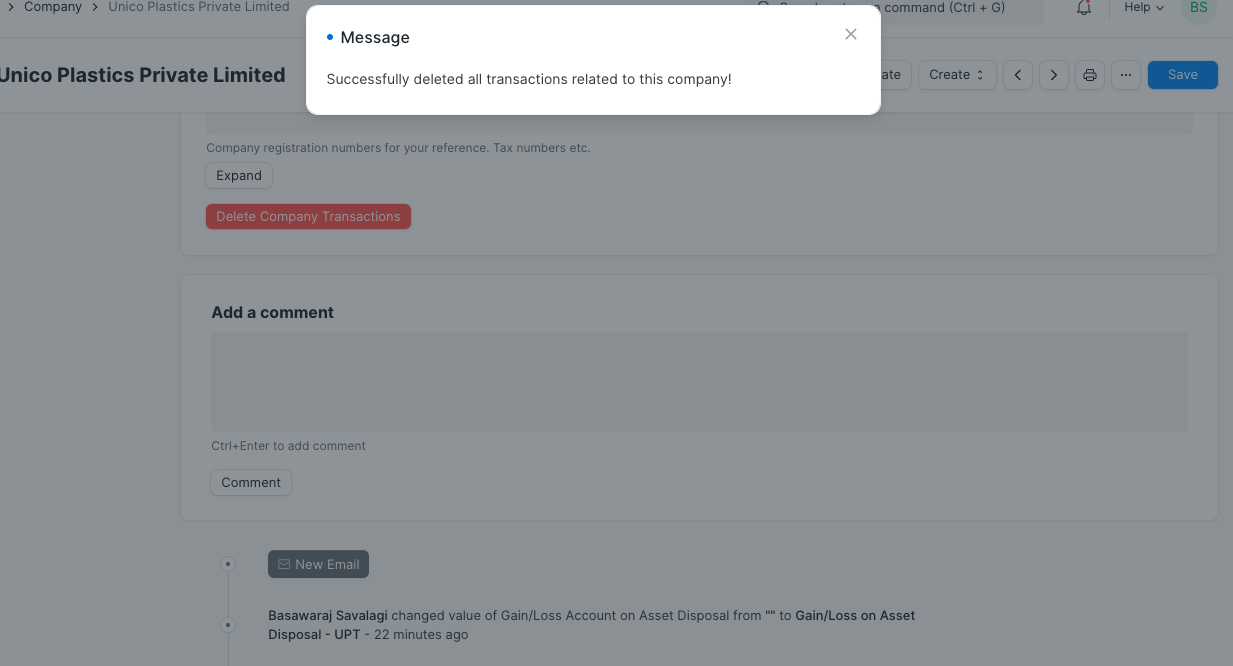 Company
Unico Plastics Private Limited
command (Ctrl + G)
Help
BS
Message
Successfully deleted all transactions related to this company!
Unico Plastics Private Limited
ate
Create
Save
Company registration numbers for your reference. Tax numbers etc.
Expand
Delete Company Transactions
Add a comment
Ctrl+Enter to add comment
Comment
New Email
Basawaraj Savalagi changed value of Gain/Loss Account on Asset Disposal from "" to Gain/Loss on Asset
Disposal - UPT - 22 minutes ago